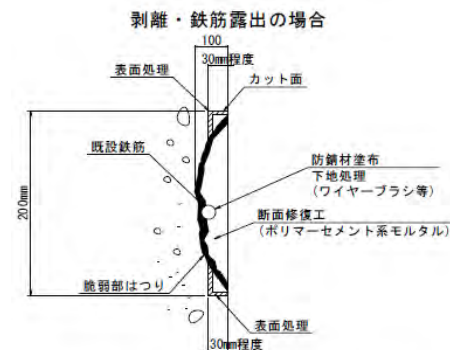 剥離・鉄筋露出の場合
100
30mm程度
表面処理
カット面
既設鉄筋
防錆材塗布
下地処理
(ワイヤーブラシ等)
200mm
断面修復工
(ポリマーセメント系モルタル)
脆弱部はつり
表面処理
30mm程度